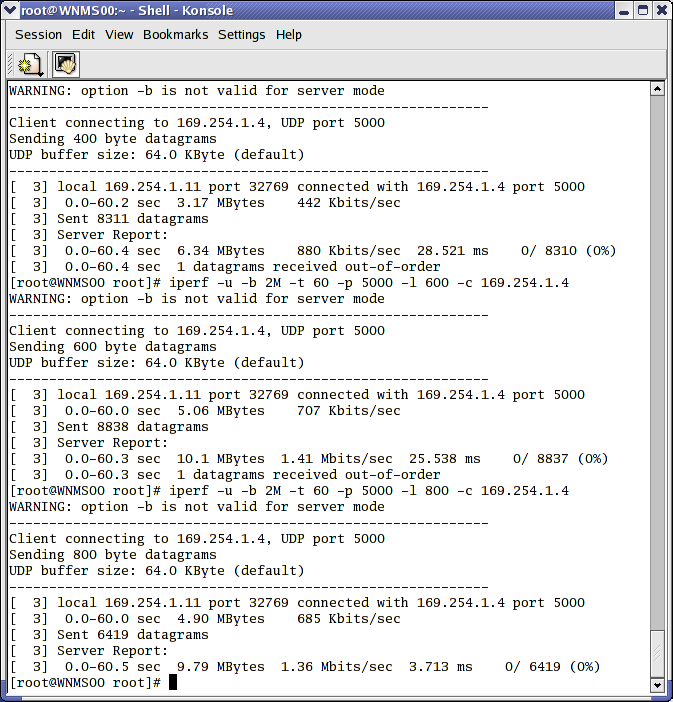 root@WNMS00:~ - Shell - Konsole
Session Edit View Bookmarks Settings Help
WARNING: option -b is not valid for server mode
------------------------------------------------------------
Client connecting to 169.254.1.4, UDP port 5000
Sending 400 byte datagrams
UDP buffer size: 64.0 KByte (default)
------------------------------------------------------------
[  3] local 169.254.1.11 port 32769 connected with 169.254.1.4 port 5000
[  3]  0.0-60.2 sec  3.17 MBytes    442 Kbits/sec
[  3] Sent 8311 datagrams
[  3] Server Report:
[  3]  0.0-60.4 sec  6.34 MBytes    880 Kbits/sec  28.521 ms    0/ 8310 (0%)
[  3]  0.0-60.4 sec  1 datagrams received out-of-order
[root@WNMS00 root]# iperf -u -b 2M -t 60 -p 5000 -l 600 -c 169.254.1.4
WARNING: option -b is not valid for server mode
------------------------------------------------------------
Client connecting to 169.254.1.4, UDP port 5000
Sending 600 byte datagrams
UDP buffer size: 64.0 KByte (default)
------------------------------------------------------------
[  3] local 169.254.1.11 port 32769 connected with 169.254.1.4 port 5000
[  3]  0.0-60.0 sec  5.06 MBytes    707 Kbits/sec
[  3] Sent 8838 datagrams
[  3] Server Report:
[  3]  0.0-60.3 sec  10.1 MBytes  1.41 Mbits/sec  25.538 ms    0/ 8837 (0%)
[  3]  0.0-60.3 sec  1 datagrams received out-of-order
[root@WNMS00 root]# iperf -u -b 2M -t 60 -p 5000 -l 800 -c 169.254.1.4
WARNING: option -b is not valid for server mode
------------------------------------------------------------
Client connecting to 169.254.1.4, UDP port 5000
Sending 800 byte datagrams
UDP buffer size: 64.0 KByte (default)
------------------------------------------------------------
[  3] local 169.254.1.11 port 32769 connected with 169.254.1.4 port 5000
[  3]  0.0-60.0 sec  4.90 MBytes    685 Kbits/sec
[  3] Sent 6419 datagrams
[  3] Server Report:
[  3]  0.0-60.5 sec  9.79 MBytes  1.36 Mbits/sec  3.713 ms    0/ 6419 (0%)
[root@WNMS00 root]#